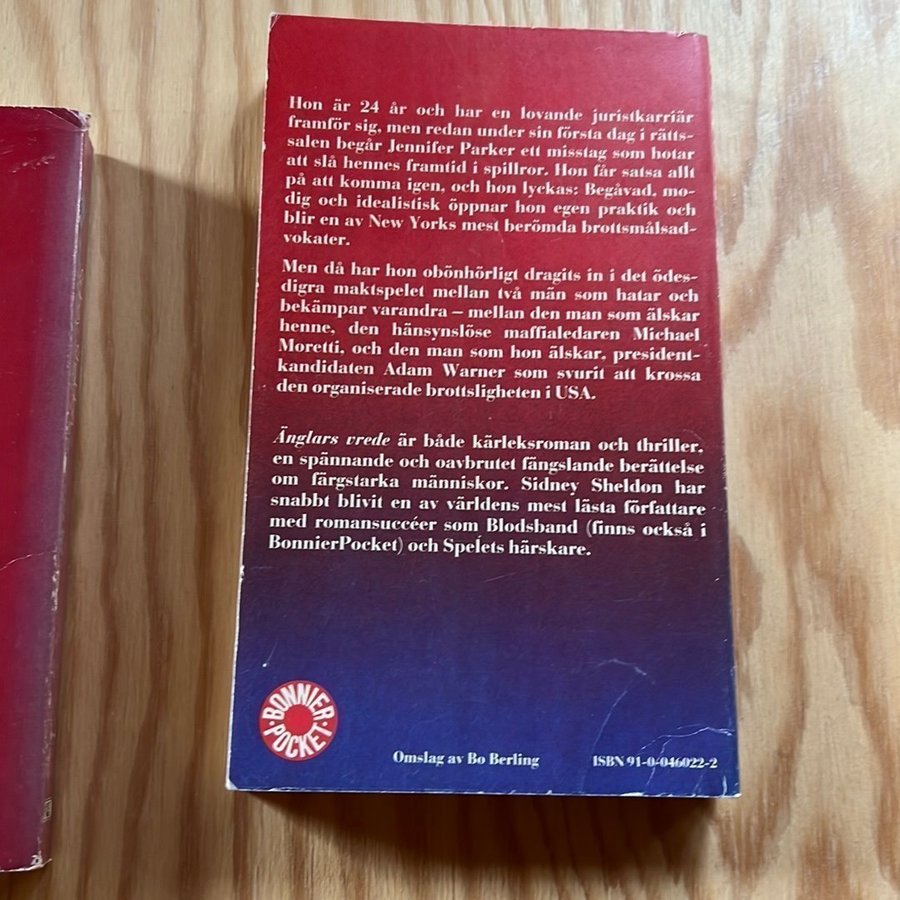 Hon är 24 år och har en lovande juristkarriär
framför sig, men redan under sin första dag i rätts-
salen begår Jennifer Parker ett misstag som hotar
att slå hennes framtid i spillror. Hon får satsa allt
på att komma igen, och hon lyckas: Begåvad, mo-
dig och idealistisk öppnar hon egen praktik och
blir en av New Yorks mest berömda brottsmålsad-
vokater.
Men då har hon obönhörligt dragits in i det ödes-
digra maktspelet mellan två män som hatar och
bekämpar varandra – mellan den man som älskar
henne, den hänsynslöse maffialedaren Michael
Moretti, och den man som hon älskar, president-
kandidaten Adam Warner som svurit att krossa
den organiserade brottsligheten i USA.
Änglars vrede är både kärleksroman och thriller,
en spännande och oavbrutet fängslande berättelse
om färgstarka människor. Sidney Sheldon har
snabbt blivit en av världens mest lästa författare
med romansuccéer som Blodsband (finns också i
BonnierPocket) och Spelets härskare.
BONNIER
POCKET
Omslag av Bo Berling
ISBN 91-0-046022-2